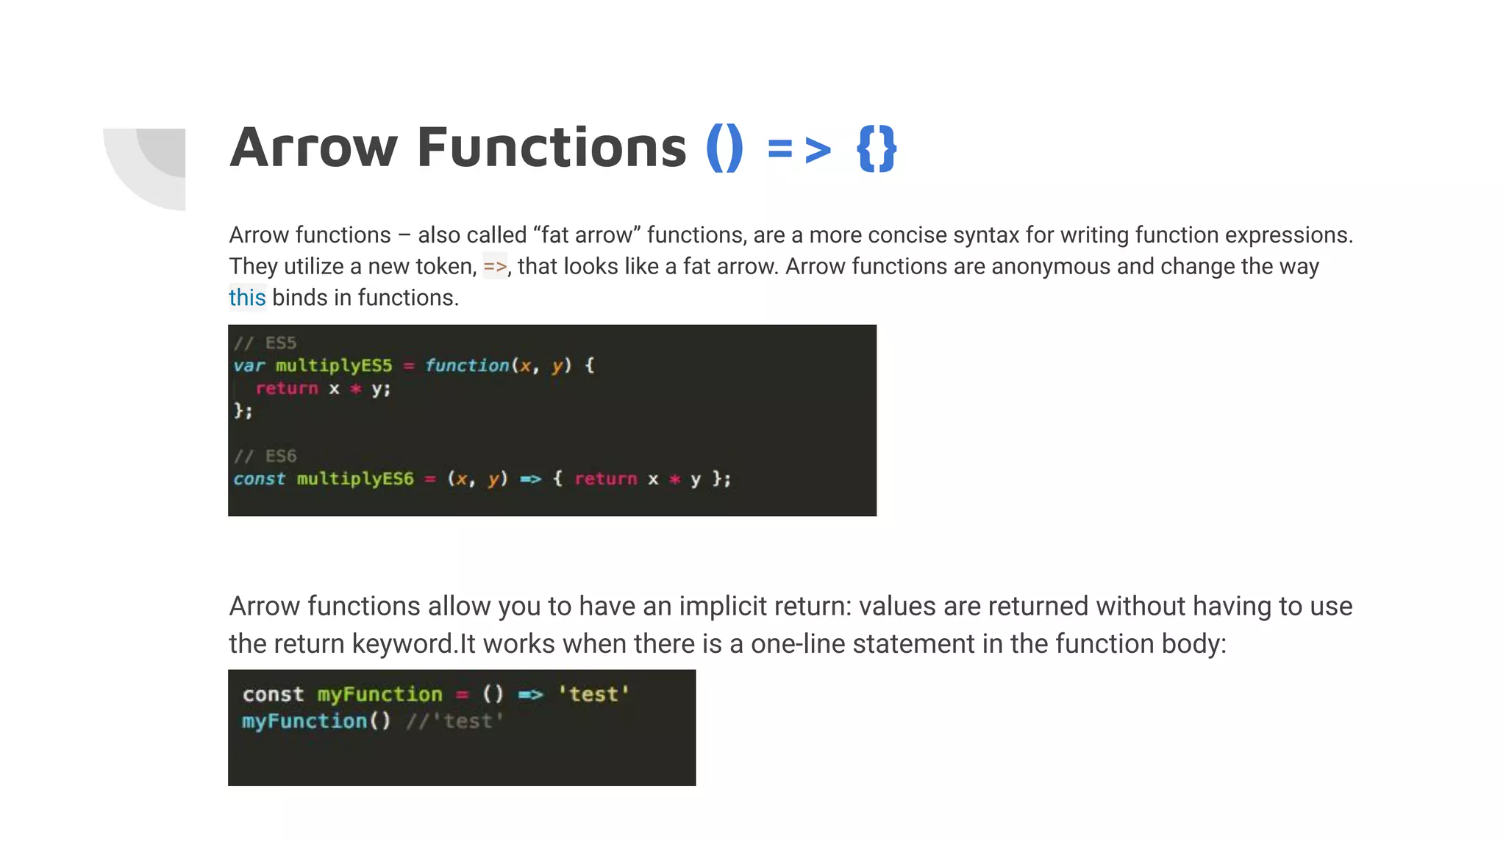 Arrow Functions () => {}
Arrow functions – also called “fat arrow” functions, are a more concise syntax for writing function expressions.
They utilize a new token, =>, that looks like a fat arrow. Arrow functions are anonymous and change the way
this binds in functions.
// ES5
var multiplyES5 = function(x, y) {
  return x * y;
};
// ES6
const multiplyES6 = (x, y) => { return x * y };
Arrow functions allow you to have an implicit return: values are returned without having to use
the return keyword.It works when there is a one-line statement in the function body:
const myFunction = () => 'test'
myFunction() //'test'